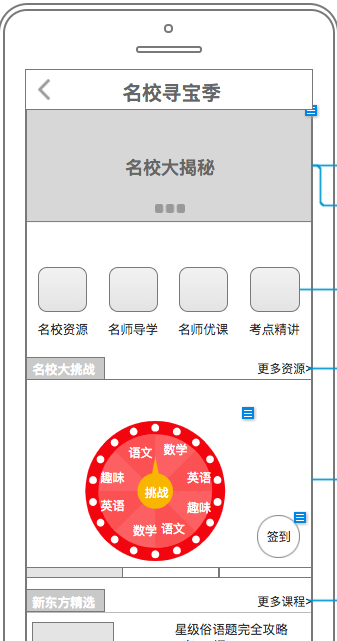 名校寻宝季
名校大揭秘
名校资源 名师导学 名师优课 考点精讲
名校大挑战 更多资源>
语文 数学
趣味 英语
挑战
英语 趣味
数学 语文
签到
新东方精选 更多课程>
星级俗语题完全攻略